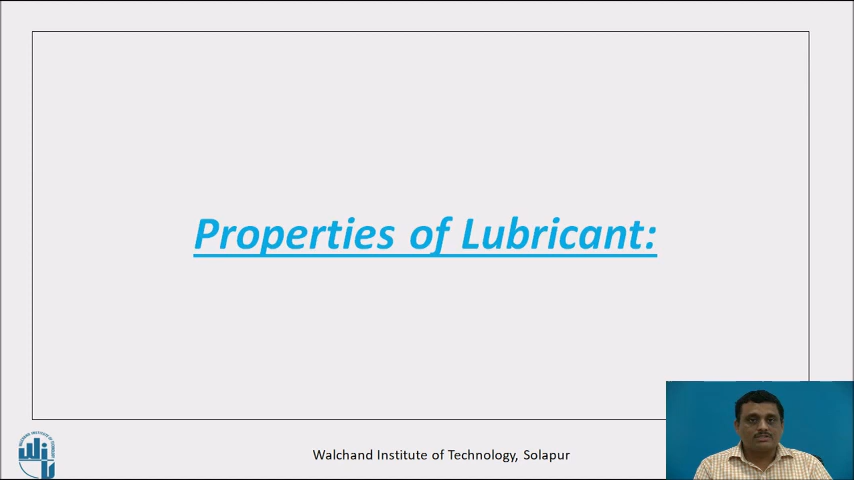 Properties of Lubricant:
Walchand Institute of Technology, Solapur